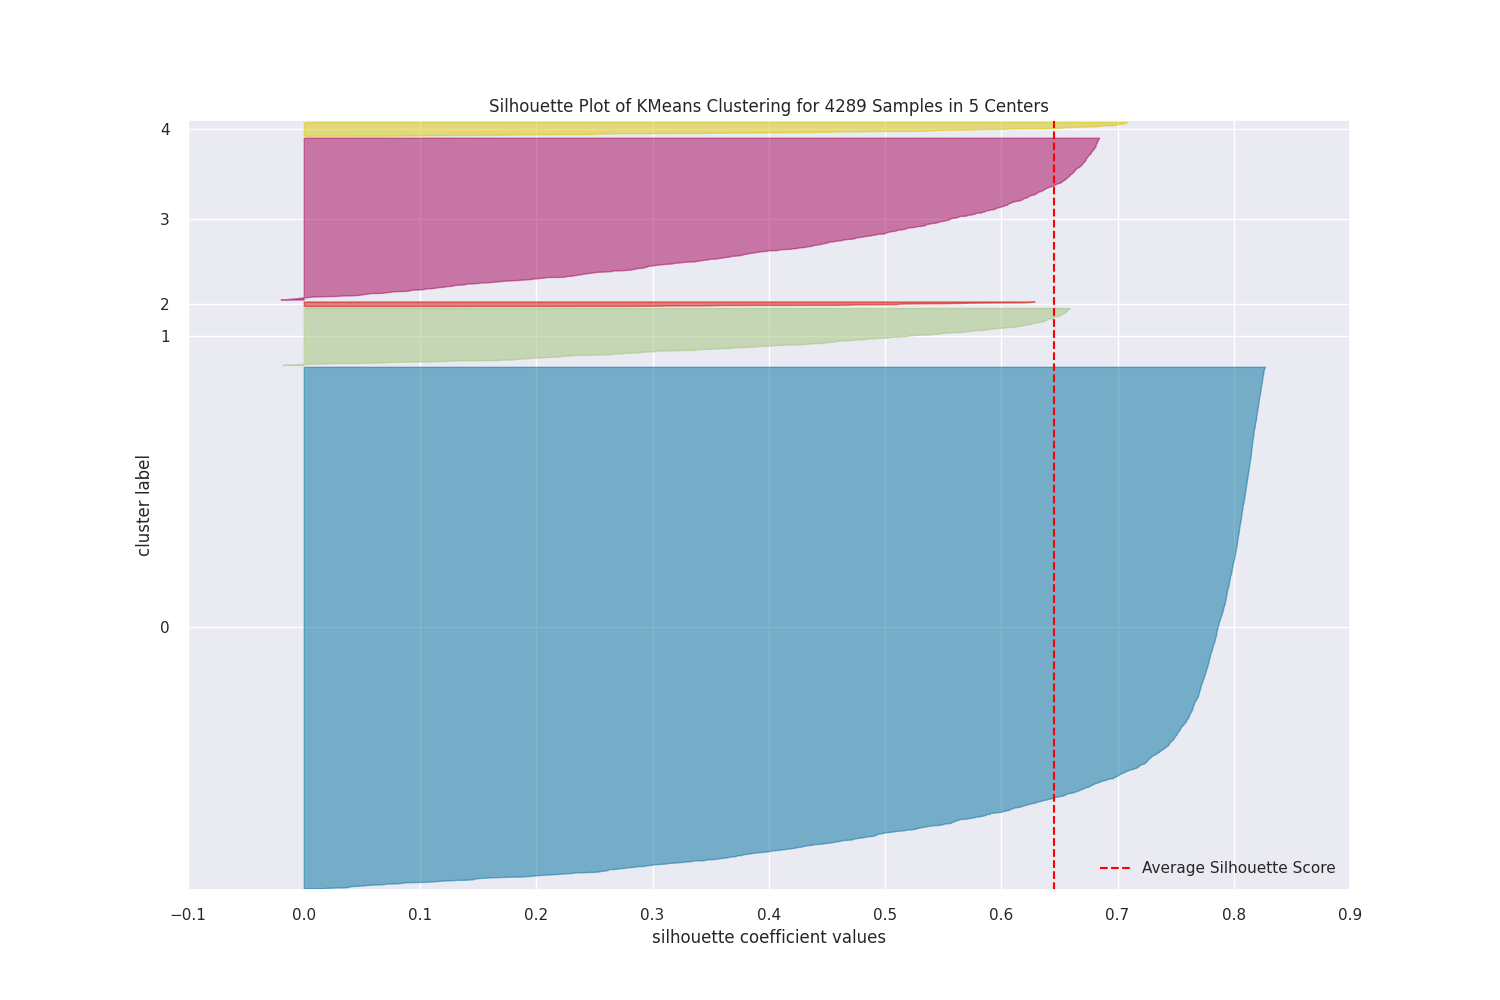 Silhouette Plot of KMeans Clustering for 4289 Samples in 5 Centers
4
3
2
1
0
cluster label
Average Silhouette Score
−0.1 0.0 0.1 0.2 0.3 0.4 0.5 0.6 0.7 0.8 0.9
silhouette coefficient values